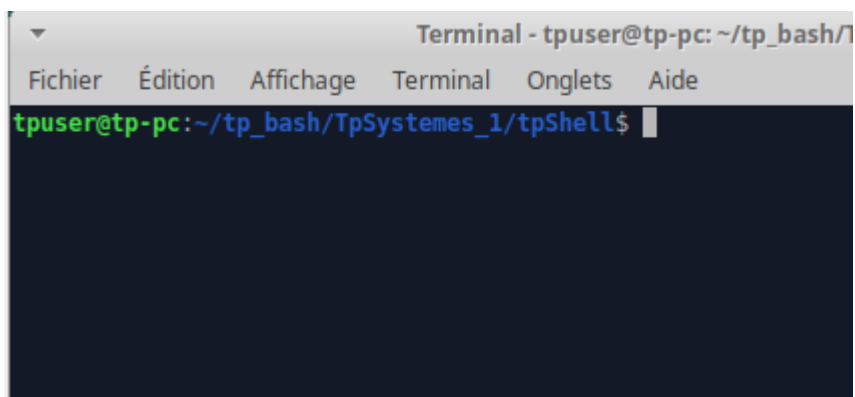 Terminal - tpuser@tp-pc: ~/tp_bash/T
Fichier Édition Affichage Terminal Onglets Aide
tpuser@tp-pc:~/tp_bash/TpSystemes_1/tpShell$